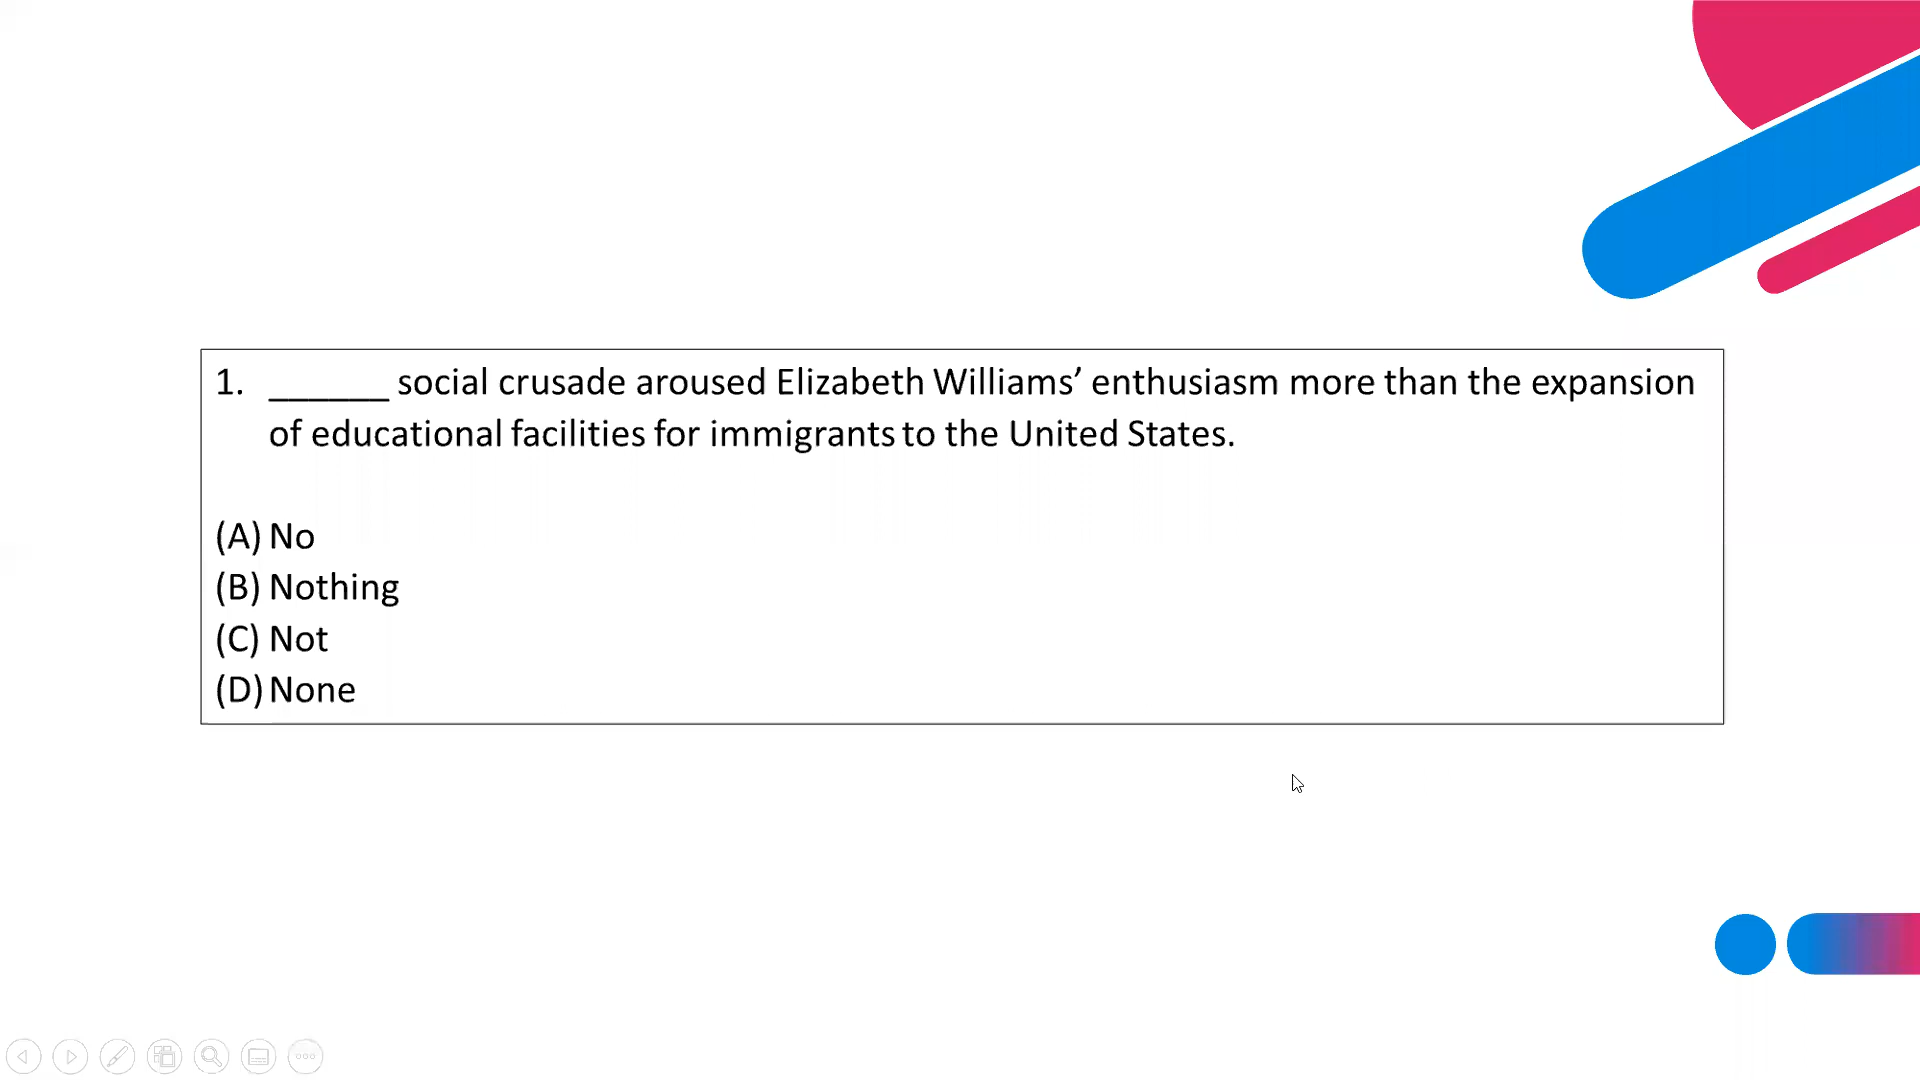 1. ______ social crusade aroused Elizabeth Williams’ enthusiasm more than the expansion
of educational facilities for immigrants to the United States.
(A) No
(B) Nothing
(C) Not
(D) None